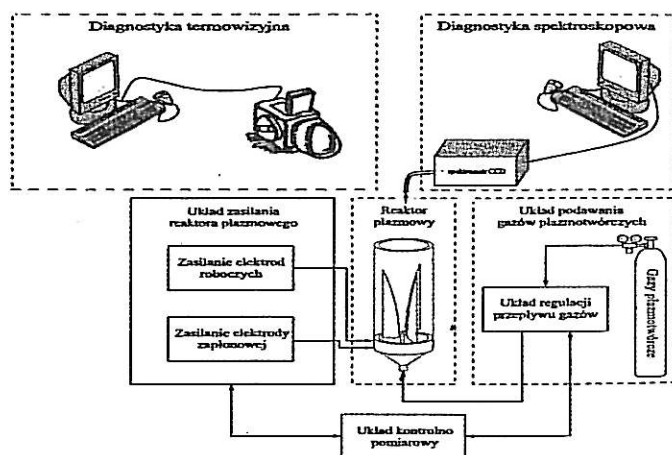 Diagnostyka termowizyjna
Diagnostyka spektroskopowa
CCD
Układ zasilania
reaktora plazmowego
Zasilanie elektrod
roboczych
Zasilanie elektrody
zapłonowej
Reaktor
plazmowy
Układ podawania
gazów plazmotwórczych
Układ regulacji
przepływu gazów
Gazy plazmotwórcze
Układ kontrolno
pomiarowy